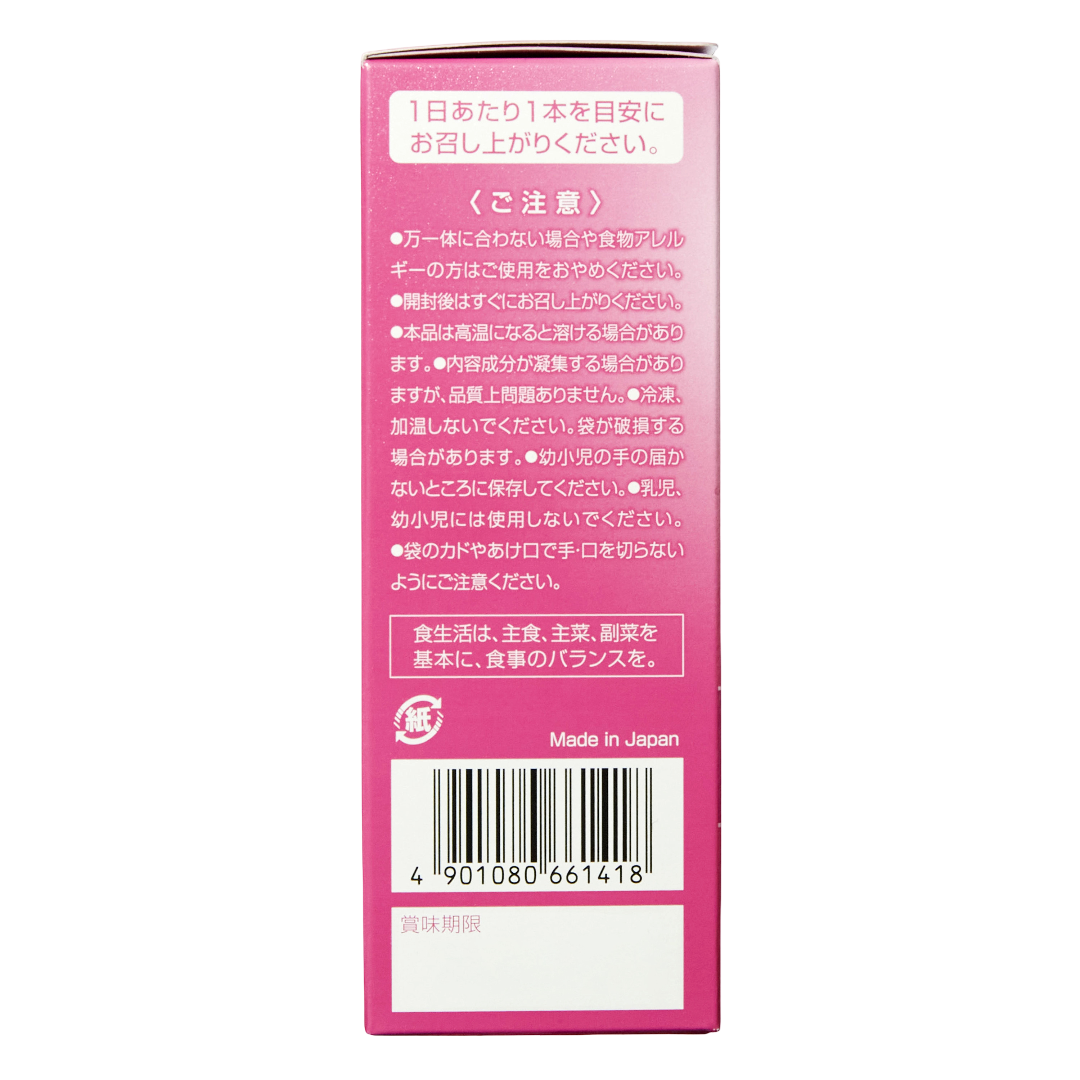 1日あたり1本を目安に
お召し上がりください。
〈ご注意〉
●万一体に合わない場合や食物アレル
ギーの方はご使用をおやめください。
●開封後はすぐにお召し上がりください。
●本品は高温になると溶ける場合があり
ます。●内容成分が凝集する場合があり
ますが、品質上問題ありません。●冷凍、
加温しないでください。袋が破損する
場合があります。●幼小児の手の届か
ないところに保存してください。●乳児、
幼小児には使用しないでください。
●袋のカドやあけ口で手・口を切らない
ようにご注意ください。
食生活は、主食、主菜、副菜を
基本に、食事のバランスを。
紙
Made in Japan
4 901080 661418
賞味期限